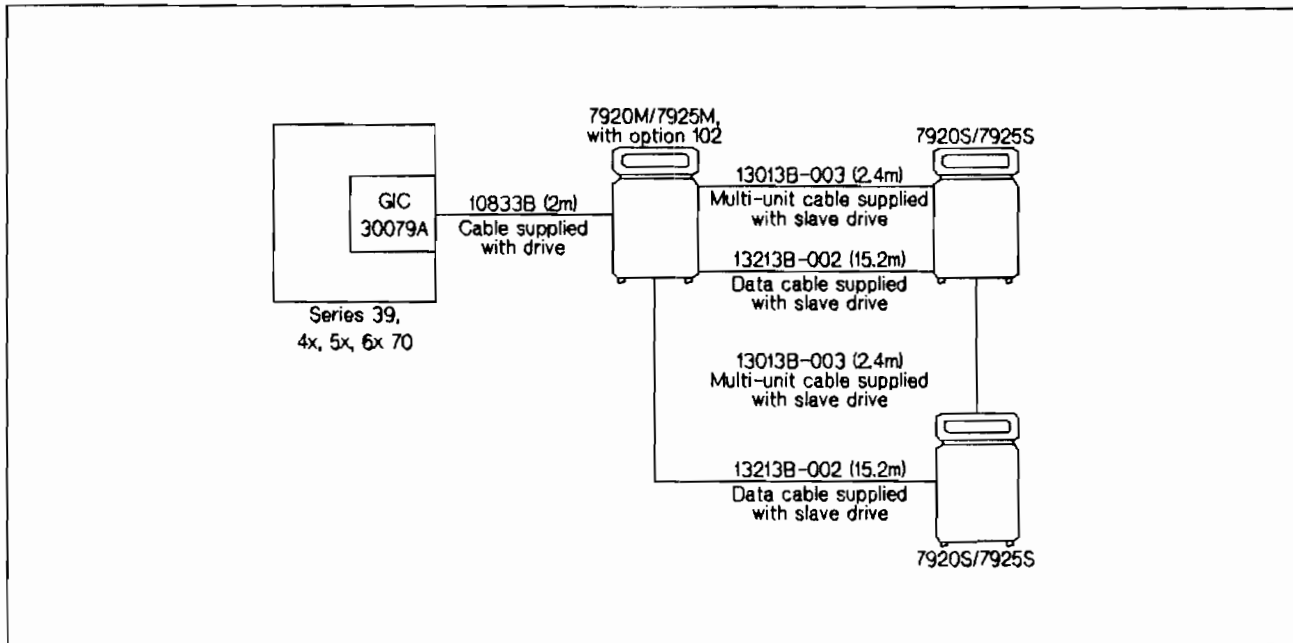 7920M/7925M,
with option 102
7920S/7925S
GIC
30079A
10833B (2m)
Cable supplied
with drive
13013B-003 (2.4m)
Multi-unit cable supplied
with slave drive
13213B-002 (15.2m)
Data cable supplied
with slave drive
Series 39,
4x, 5x, 6x 70
13013B-003 (2.4m)
Multi-unit cable supplied
with slave drive
13213B-002 (15.2m)
Data cable supplied
with slave drive
7920S/7925S